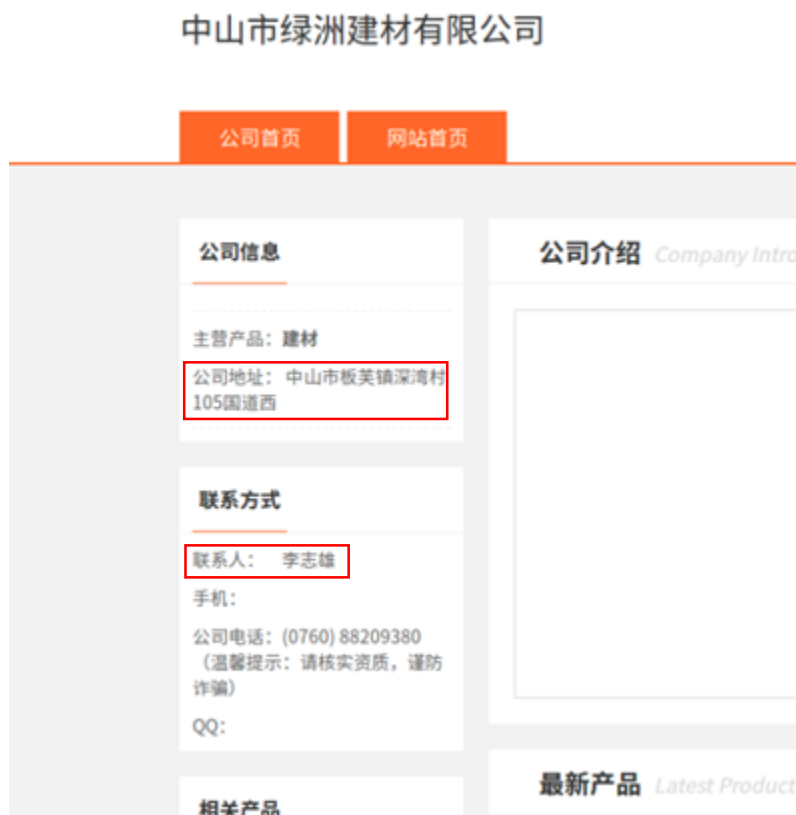 中山市绿洲建材有限公司
公司首页
网站首页
公司信息
主营产品：建材
公司地址： 中山市板芙镇深湾村
105国道西
联系方式
联系人： 李志雄
手机：
公司电话：(0760) 88209380
（温馨提示：请核实资质，谨防
诈骗）
QQ：
相关产品
公司介绍 Company Intro
最新产品 Latest Product